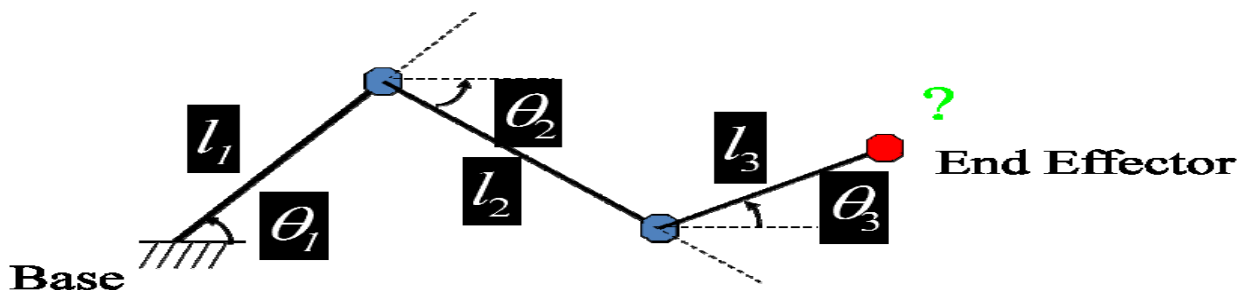 ?
l₁
θ₂
l₃
End Effector
l₂
θ₁
θ₃
Base